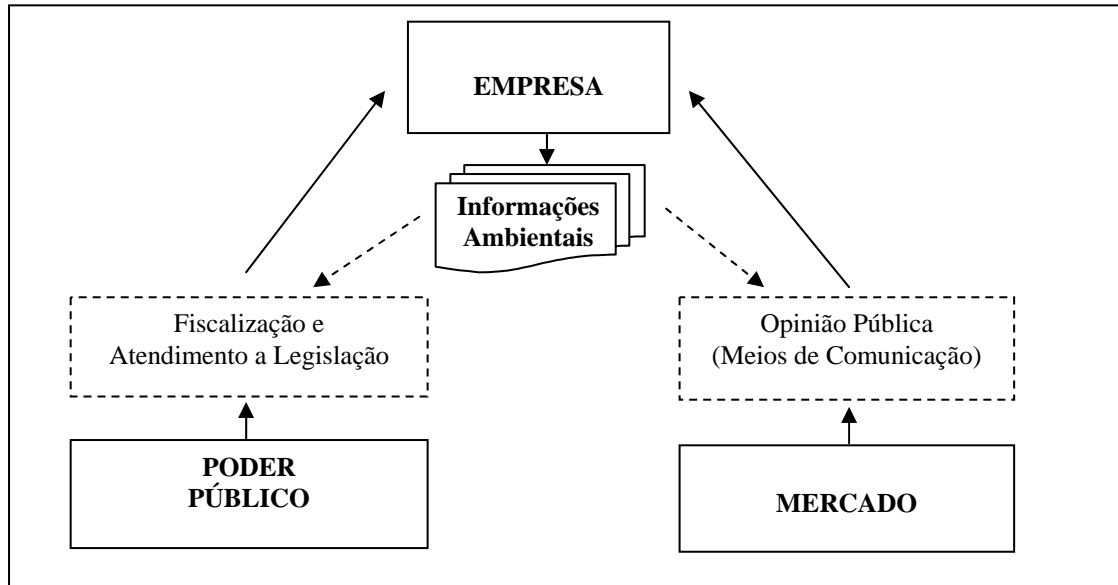 EMPRESA
Informações
Ambientais
Fiscalização e
Atendimento a Legislação
Opinião Pública
(Meios de Comunicação)
PODER
PÚBLICO
MERCADO